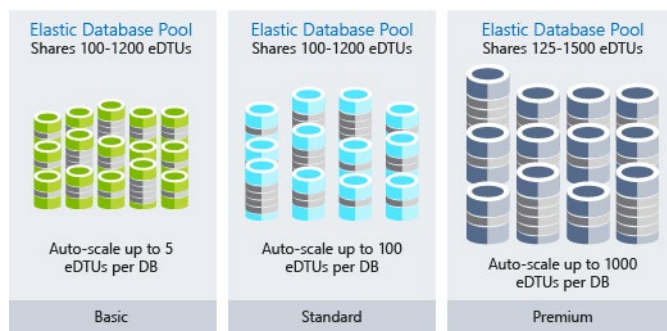 Elastic Database Pool
Shares 100-1200 eDTUs
Auto-scale up to 5
eDTUs per DB
Basic
Elastic Database Pool
Shares 100-1200 eDTUs
Auto-scale up to 100
eDTUs per DB
Standard
Elastic Database Pool
Shares 125-1500 eDTUs
Auto-scale up to 1000
eDTUs per DB
Premium